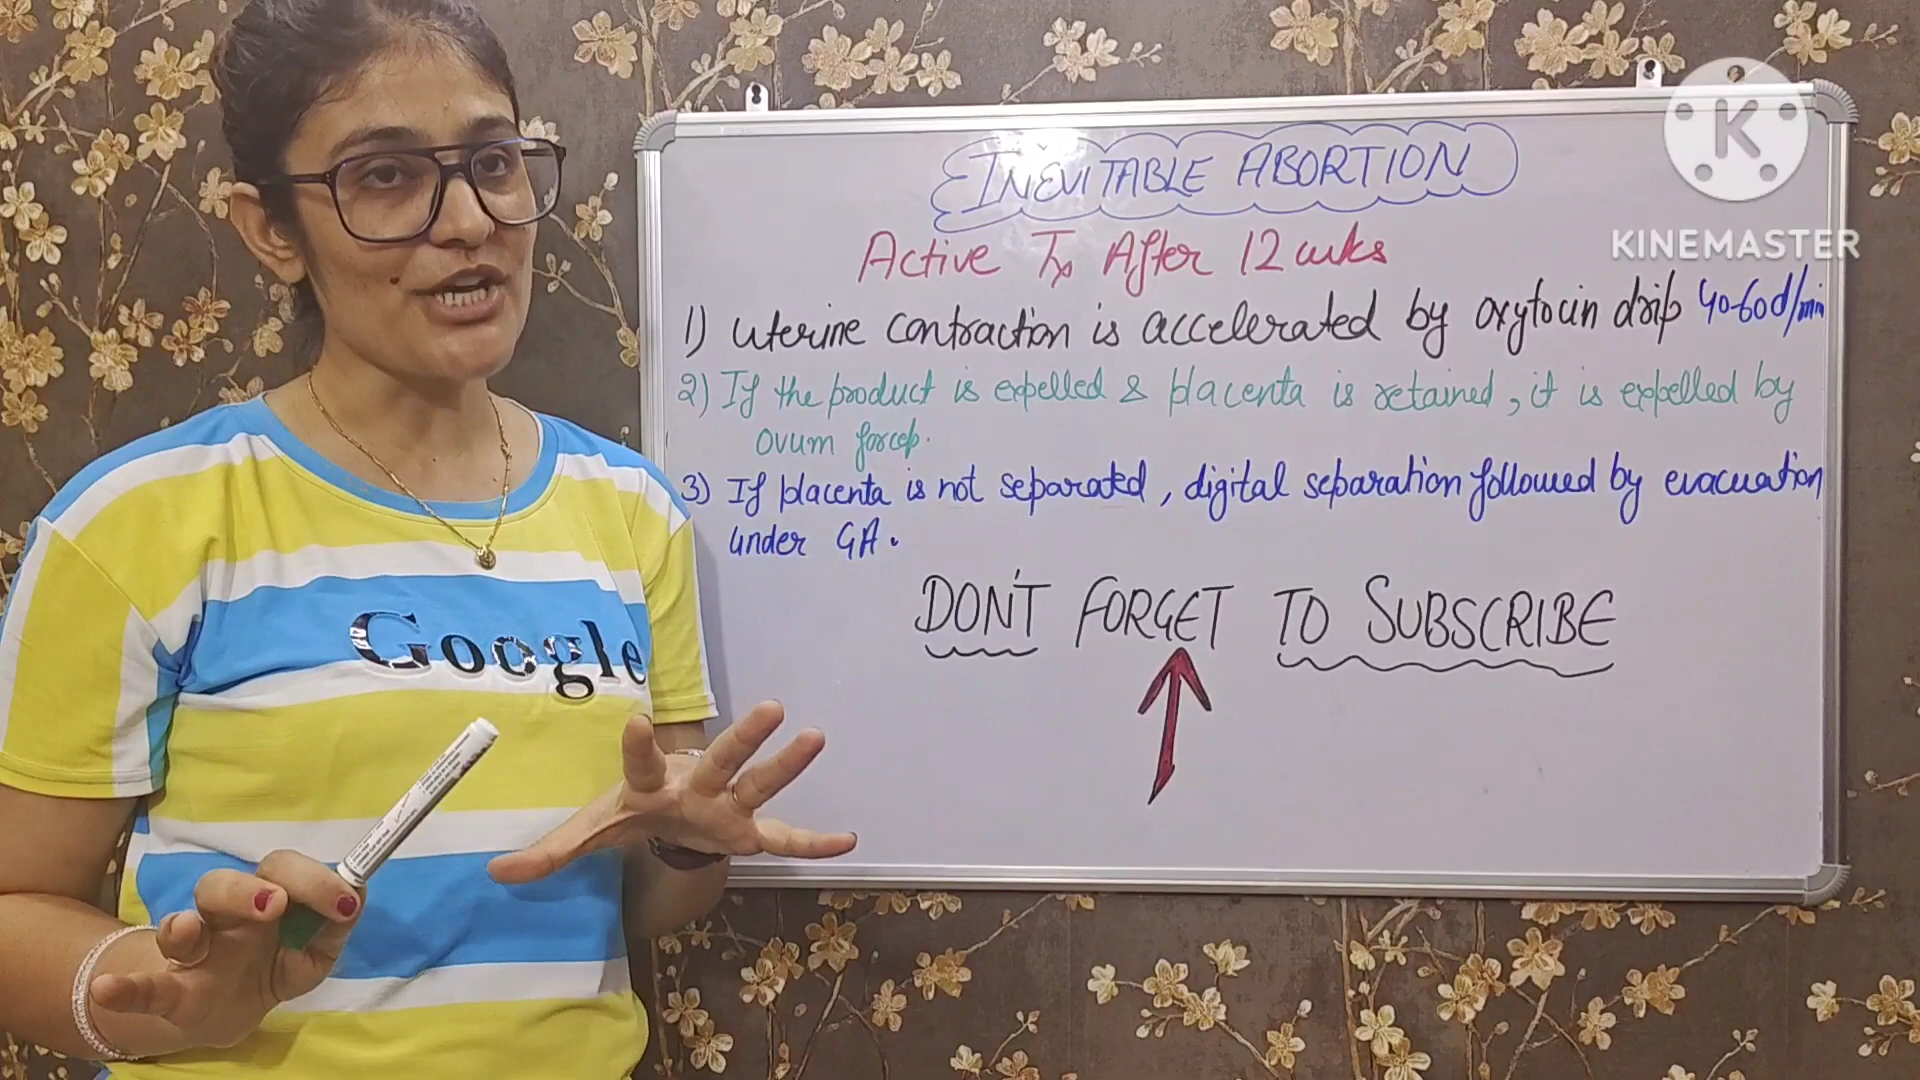 INEVITABLE ABORTION
Active Tx After 12 wks
1) Uterine contraction is accelerated by oxytocin drip 40-60d/min
2) If the product is expelled & placenta is retained, it is expelled by
ovum forcep.
3) If placenta is not separated, digital separation followed by evacuation
under GA.
DON'T FORGET TO SUBSCRIBE
Google
K
KINEMASTER